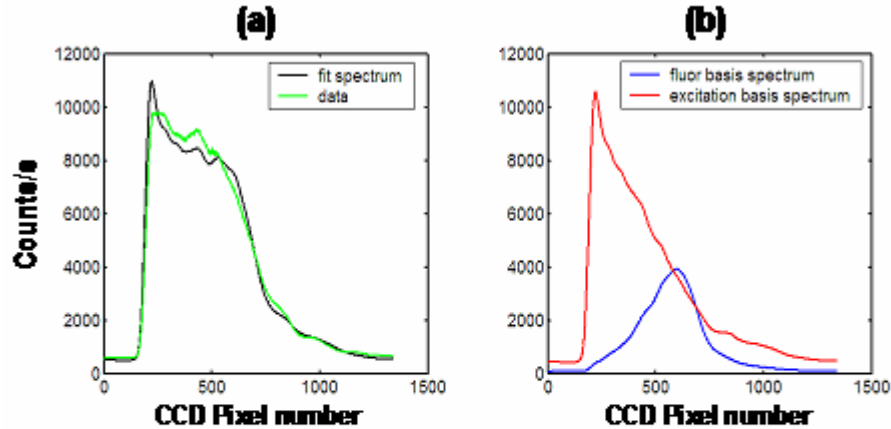 (a)
12000
10000
8000
6000
4000
2000
0
0 500 1000 1500
fit spectrum
data
Counts/s
CCD Pixel number
(b)
12000
10000
8000
6000
4000
2000
0
0 500 1000 1500
fluor basis spectrum
excitation basis spectrum
CCD Pixel number